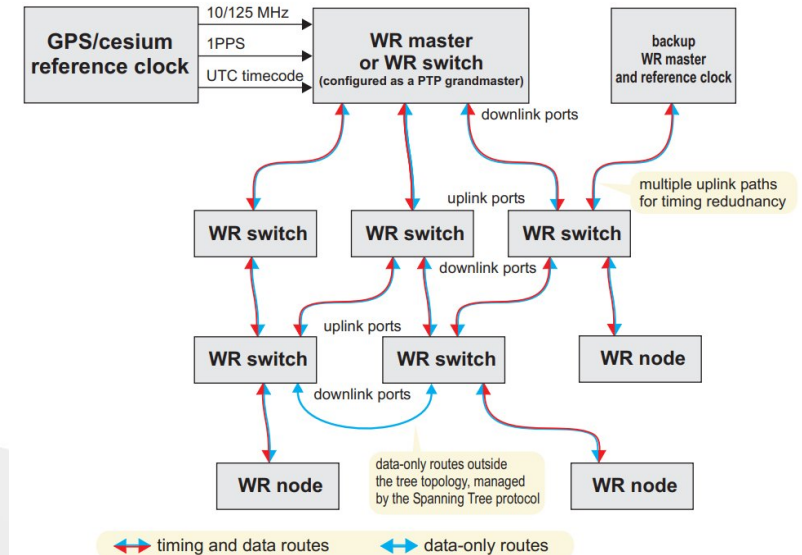 GPS/cesium
reference clock
10/125 MHz
1PPS
UTC timecode
WR master
or WR switch
(configured as a PTP grandmaster)
backup
WR master
and reference clock
downlink ports
multiple uplink paths
for timing redudnancy
uplink ports
WR switch
WR switch
WR switch
downlink ports
uplink ports
WR switch
WR switch
WR node
downlink ports
data-only routes outside
the tree topology, managed
by the Spanning Tree protocol
WR node
WR node
timing and data routes
data-only routes